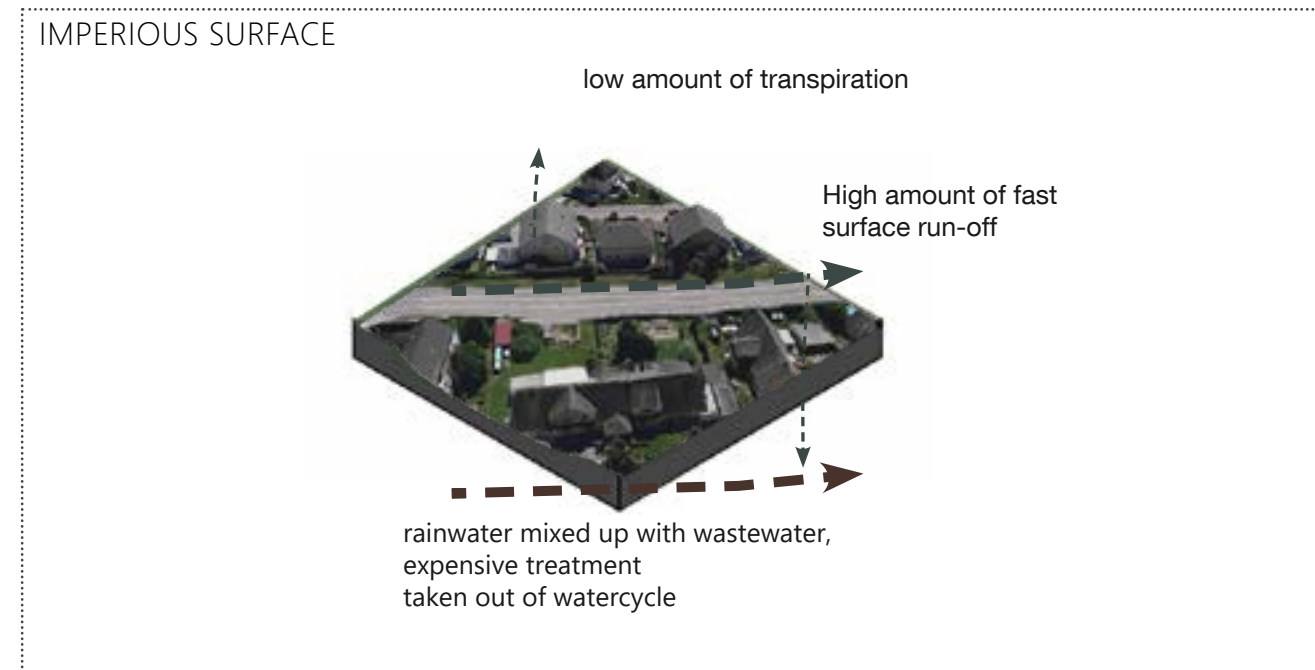 IMPERIOUS SURFACE
low amount of transpiration
High amount of fast
surface run-off
rainwater mixed up with wastewater,
expensive treatment
taken out of watercycle